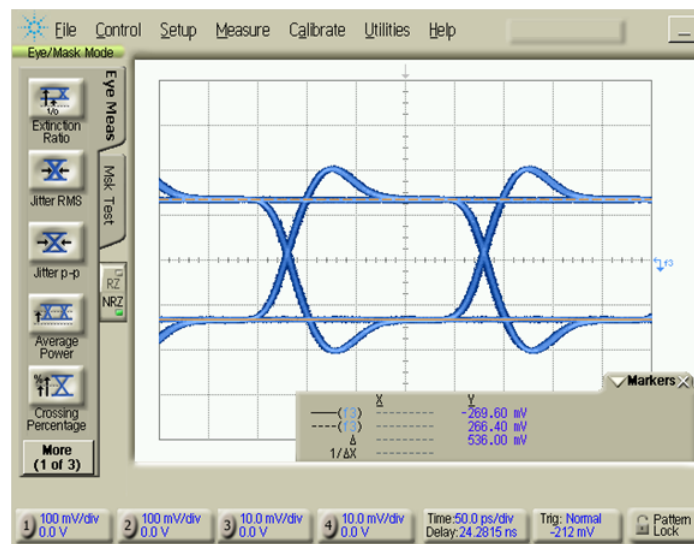 File Control Setup Measure Calibrate Utilities Help
Eye/Mask Mode
Eye Meas
Msk Test
1/0
Extinction
Ratio
Jitter RMS
Jitter p-p
RZ
NRZ
Average
Power
Crossing
Percentage
More
(1 of 3)
f3
Markers
X Y
(f3) --------- -269.60 mV
----(f3) --------- 266.40 mV
Δ --------- 536.00 mV
1/ΔX ---------
1 100 mV/div
0.0 V
2 100 mV/div
0.0 V
3 10.0 mV/div
0.0 V
4 10.0 mV/div
0.0 V
Time:50.0 ps/div
Delay:24.2815 ns
Trig: Normal
-212 mV
Pattern
Lock